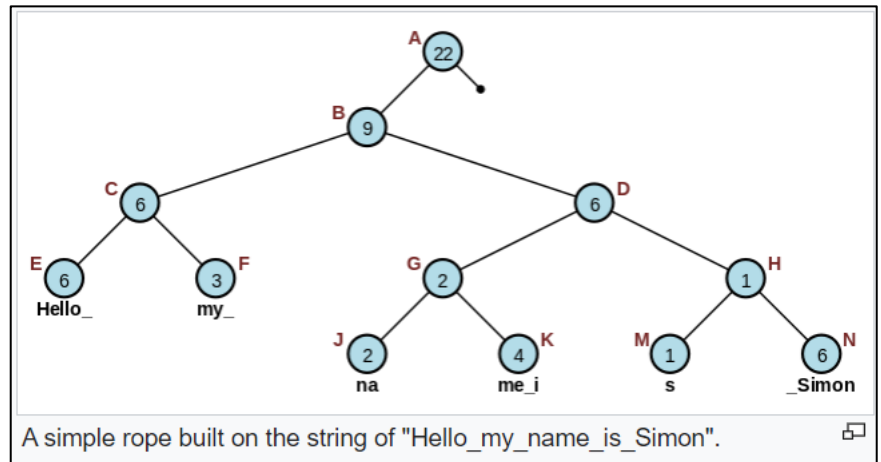 A
22
B
9
C
6
D
6
E
6
Hello_
F
3
my_
G
2
H
1
J
2
na
K
4
me_i
M
1
s
N
6
_Simon
A simple rope built on the string of "Hello_my_name_is_Simon".